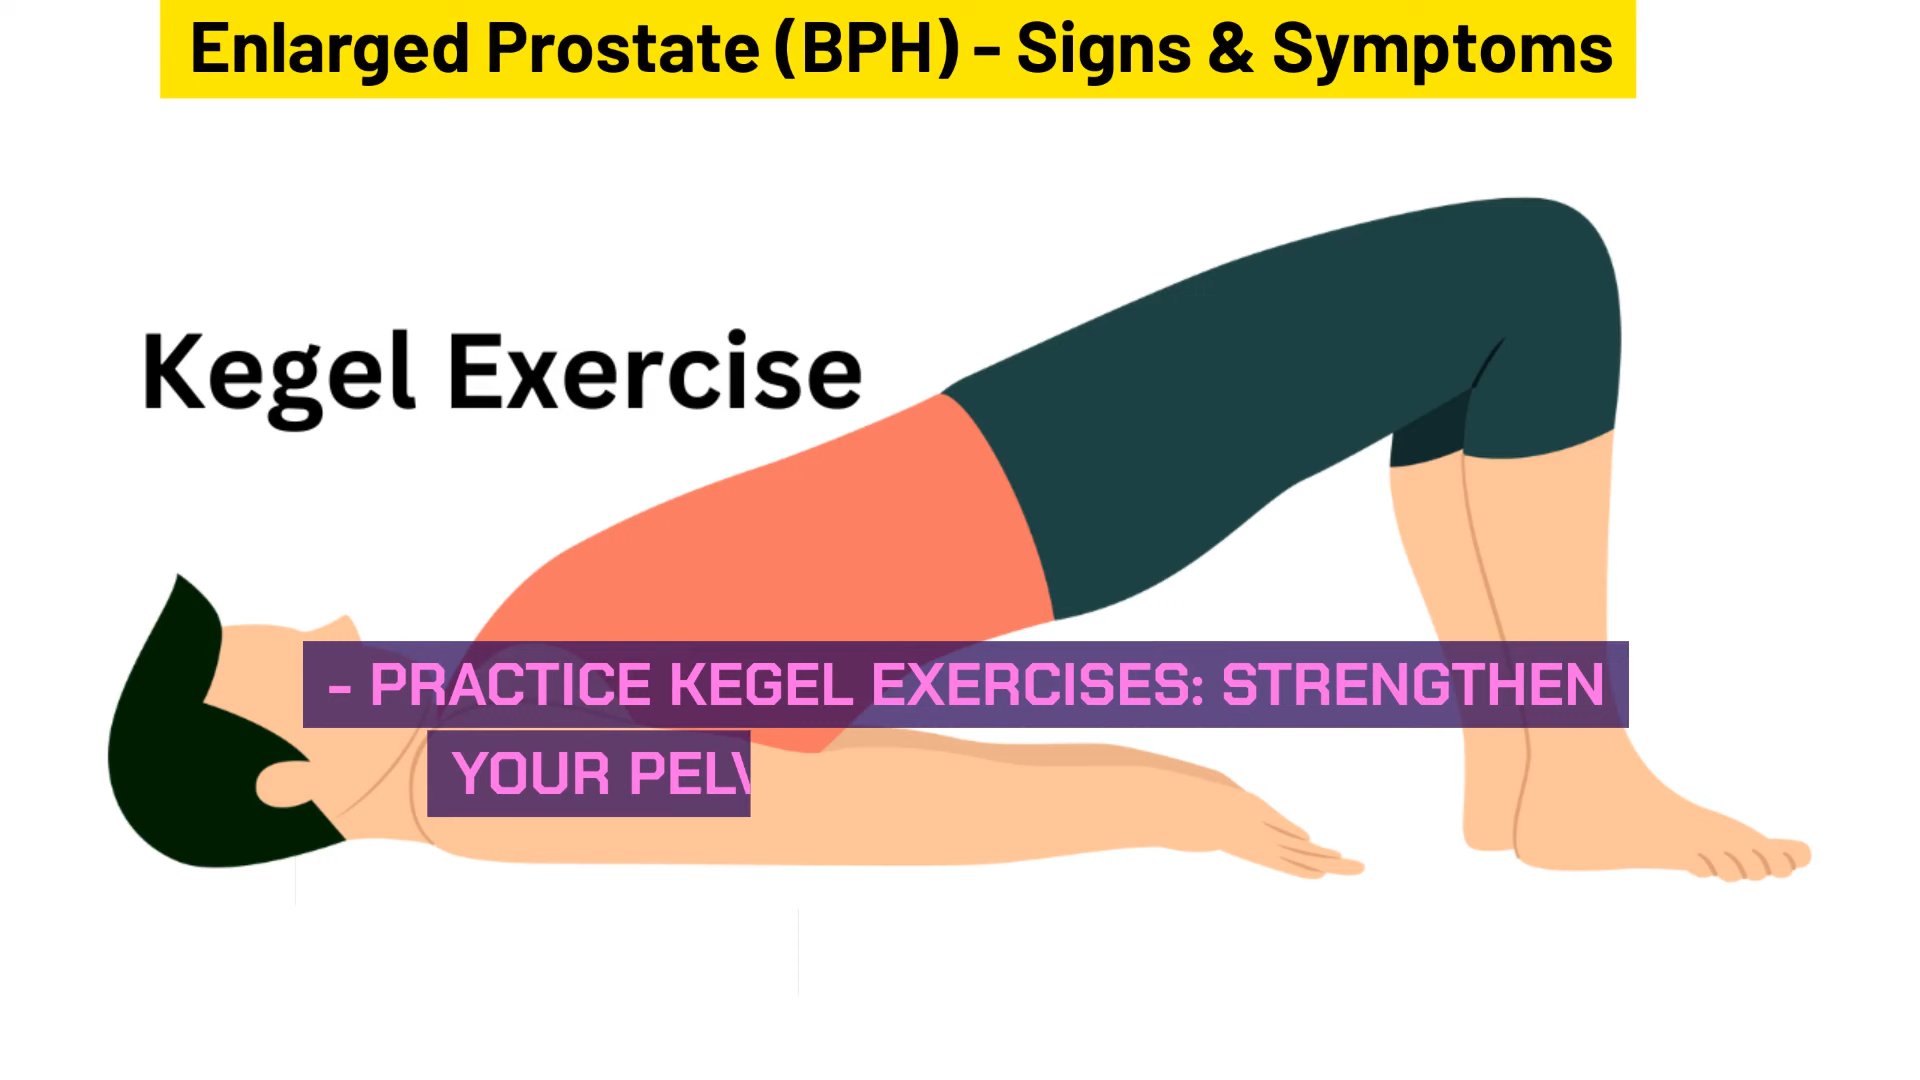 Enlarged Prostate (BPH) – Signs & Symptoms
Kegel Exercise
- PRACTICE KEGEL EXERCISES: STRENGTHEN
YOUR